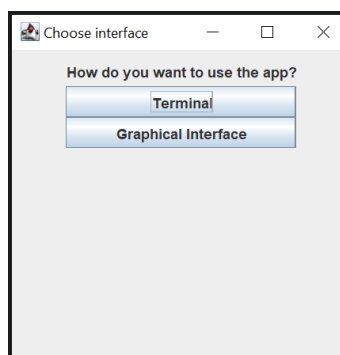 Choose interface
How do you want to use the app?
Terminal
Graphical Interface